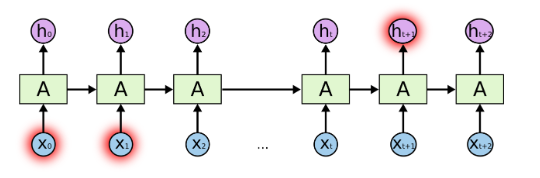 h₀ h₁ h₂ hₜ hₜ₊₁ hₜ₊₂
A A A A A A
x₀ x₁ x₂ ... xₜ xₜ₊₁ xₜ₊₂